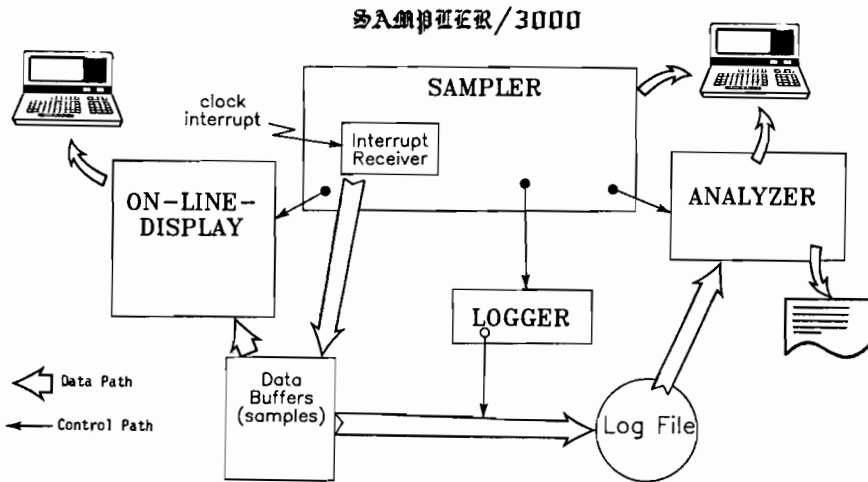 SAMPLER/3000
SAMPLER
clock
interrupt
Interrupt
Receiver
ON-LINE-
DISPLAY
ANALYZER
LOGGER
Data
Buffers
(samples)
Log File
Data Path
Control Path